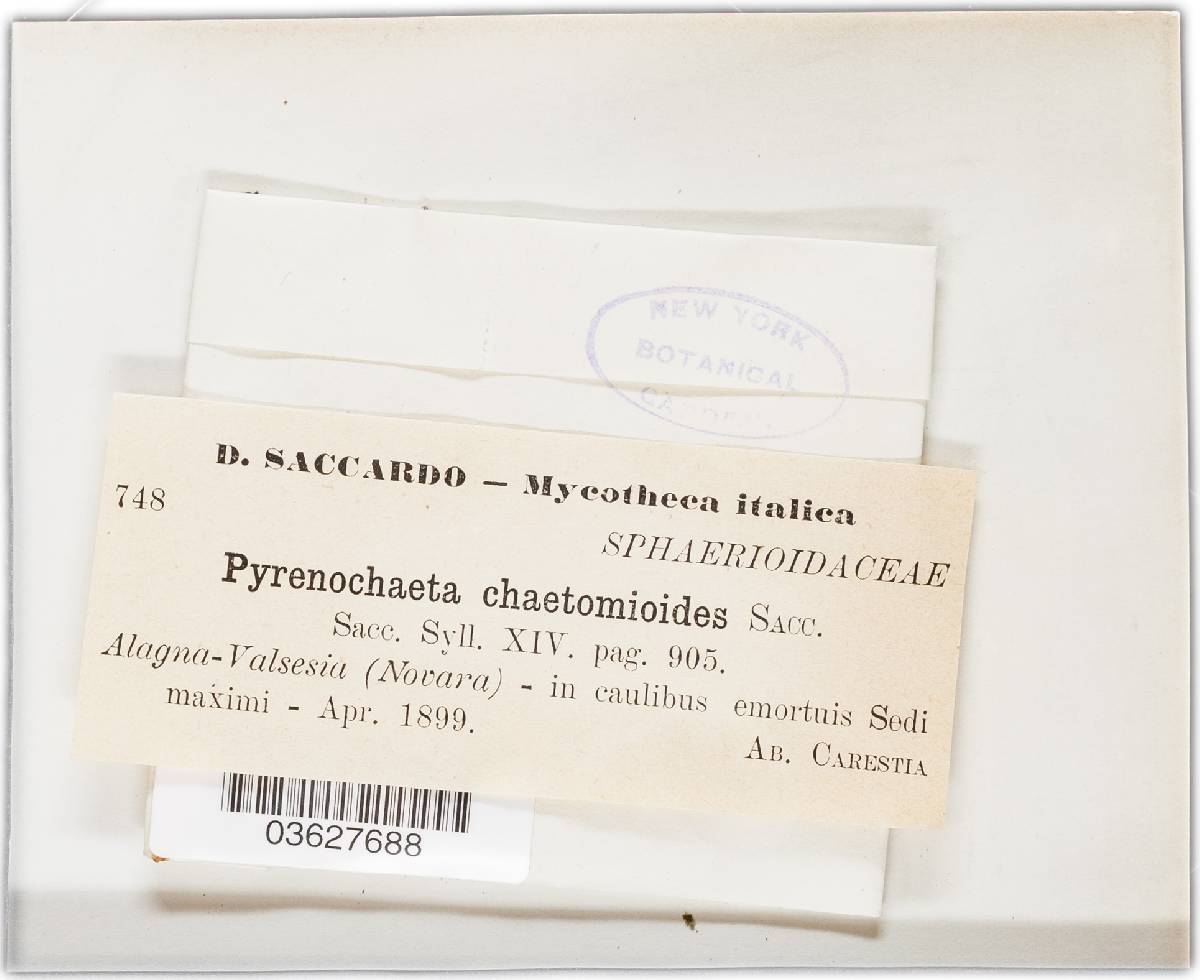 NEW YORK
BOTANICAL
GARDEN
D. SACCARDO — Mycotheca italica
748
SPHAERIOIDACEAE
Pyrenochaeta chaetomioides SACC.
Sacc. Syll. XIV. pag. 905.
Alagna-Valsesia (Novara) - in caulibus emortuis Sedi
maximi - Apr. 1899.
AB. CARESTIA
03627688